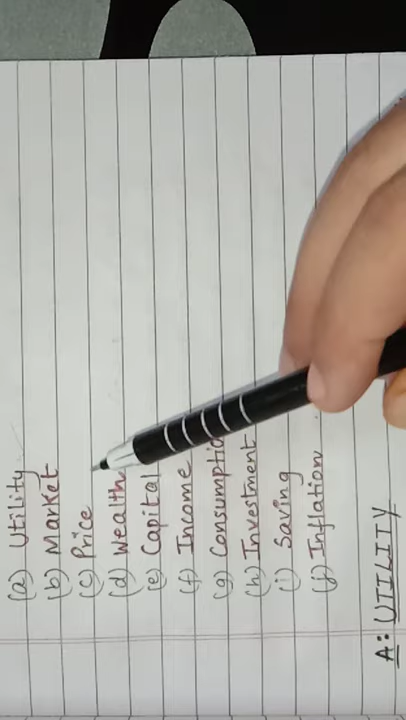 (a) Utility
(b) Market
(c) Price
(d) Wealth
(e) Capital
(f) Income
(g) Consumptio
(h) Investment
(i) Saving
(j) Inflation
A: UTILITY